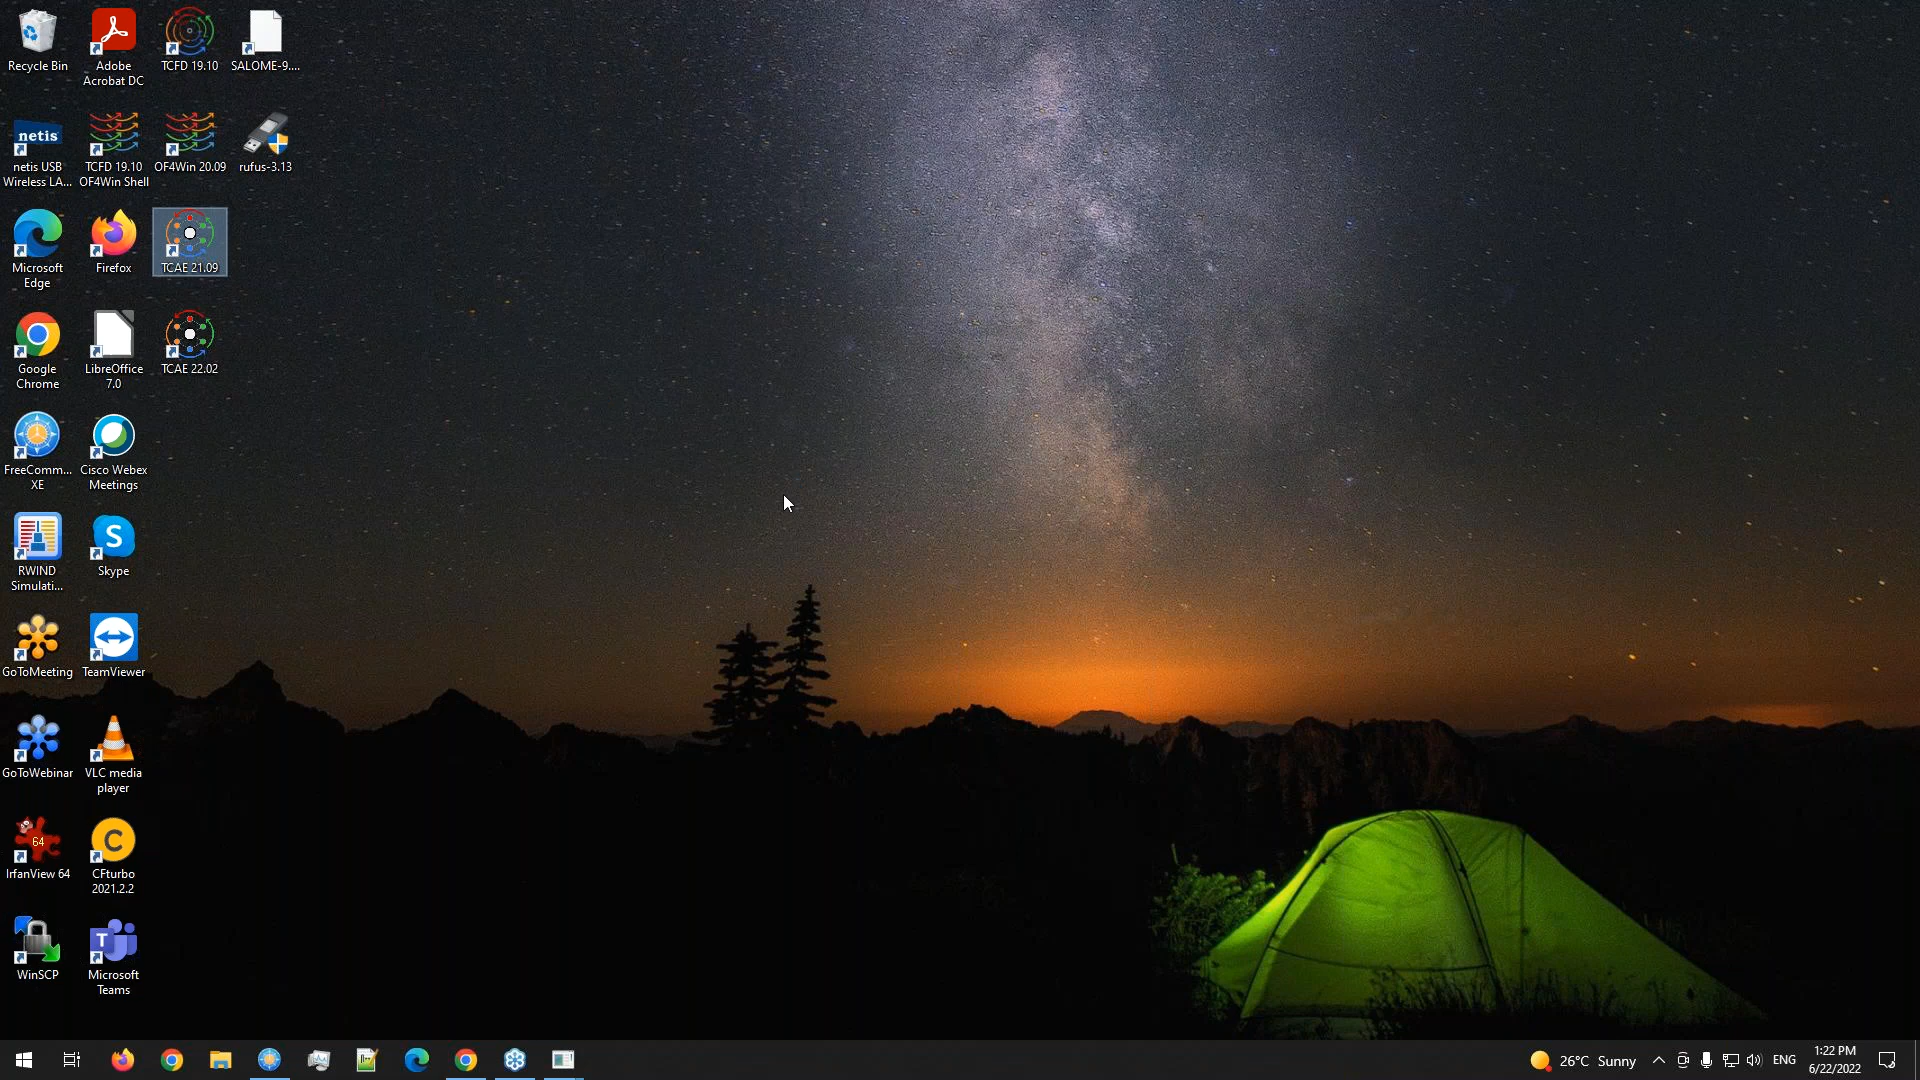 Recycle Bin
Adobe
Acrobat DC
TCFD 19.10
SALOME-9....
netis
netis USB
Wireless LA...
TCFD 19.10
OF4Win Shell
OF4Win 20.09
rufus-3.13
Microsoft
Edge
Firefox
TCAE 21.09
Google
Chrome
LibreOffice
7.0
TCAE 22.02
FreeComm...
XE
Cisco Webex
Meetings
RWIND
Simulati...
S
Skype
GoToMeeting
TeamViewer
GoToWebinar
VLC media
player
64
IrfanView 64
C
CFturbo
2021.2.2
WinSCP
T
Microsoft
Teams
26°C Sunny
ENG
1:22 PM
6/22/2022